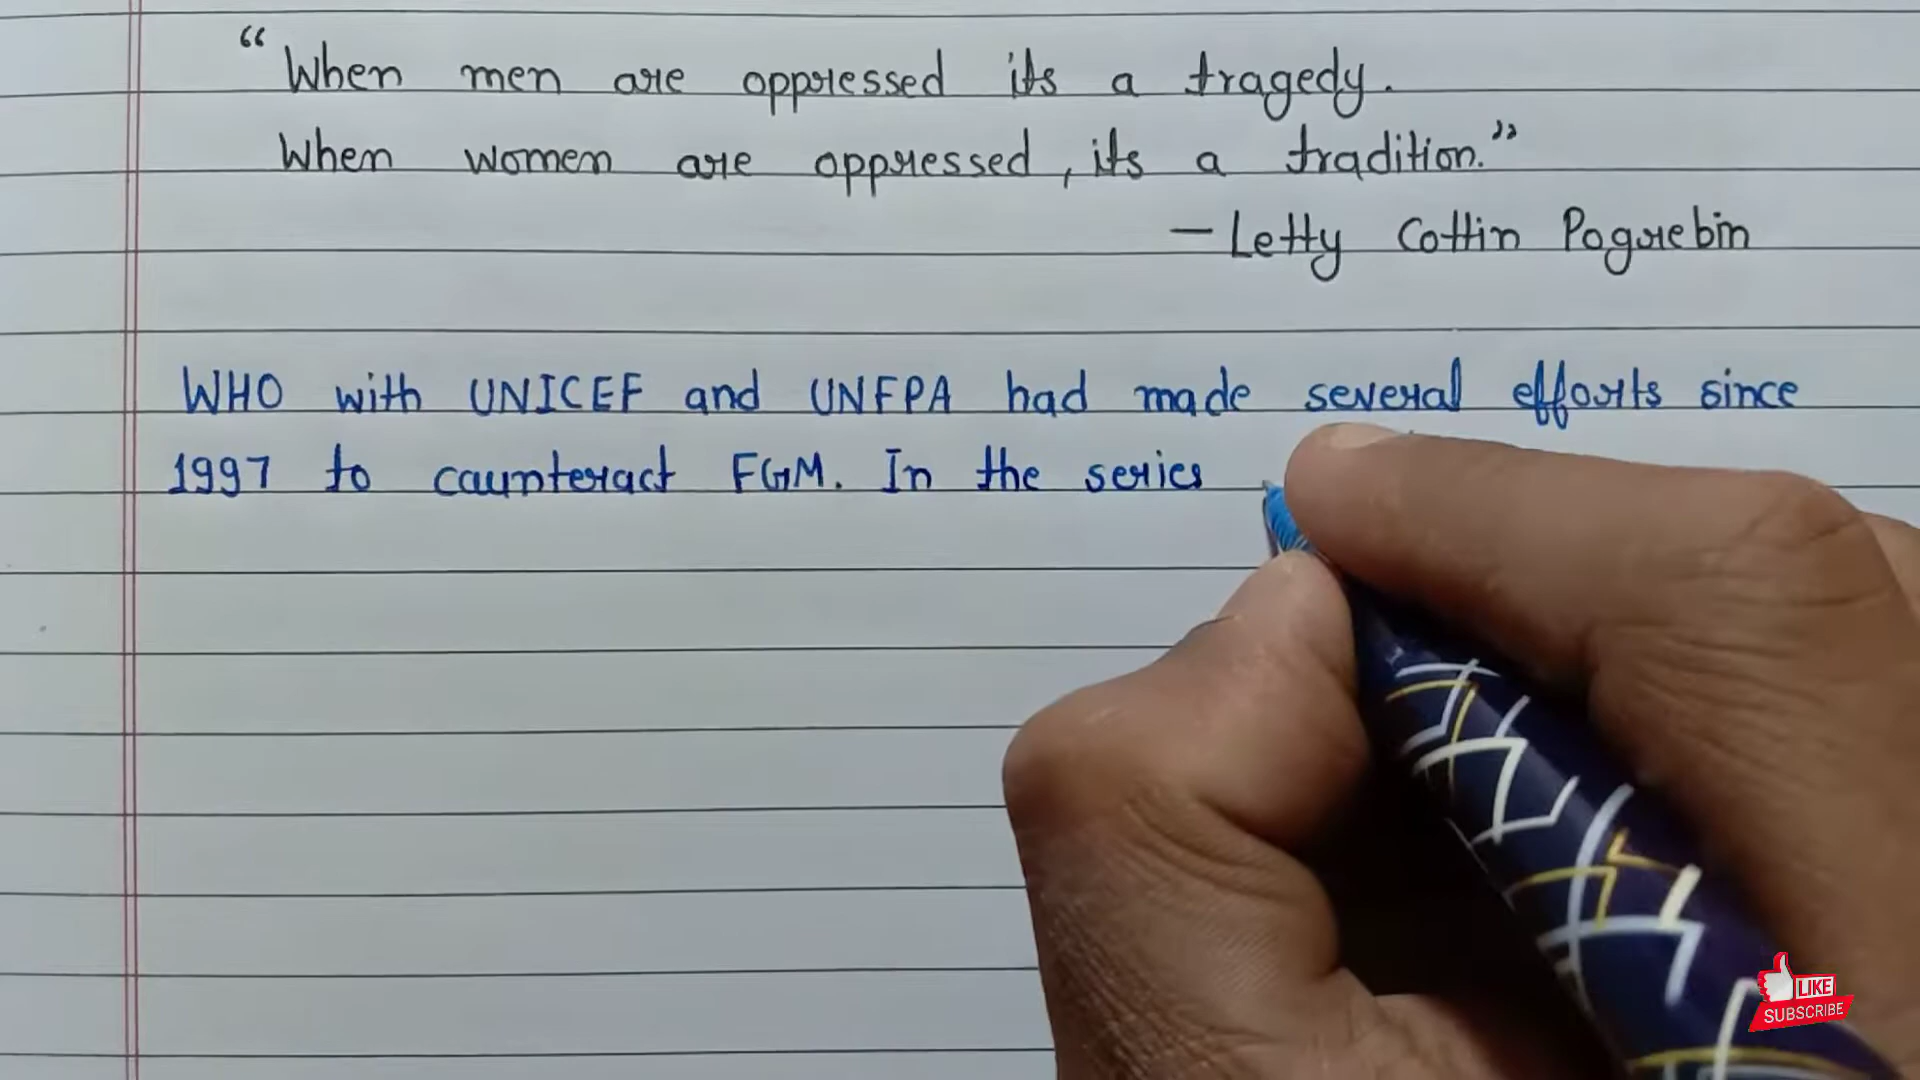 “When men are oppressed its a tragedy.
When women are oppressed, its a tradition.”
— Letty Cottin Pogrebin
WHO with UNICEF and UNFPA had made several efforts since
1997 to counteract FGM. In the series
LIKE
SUBSCRIBE